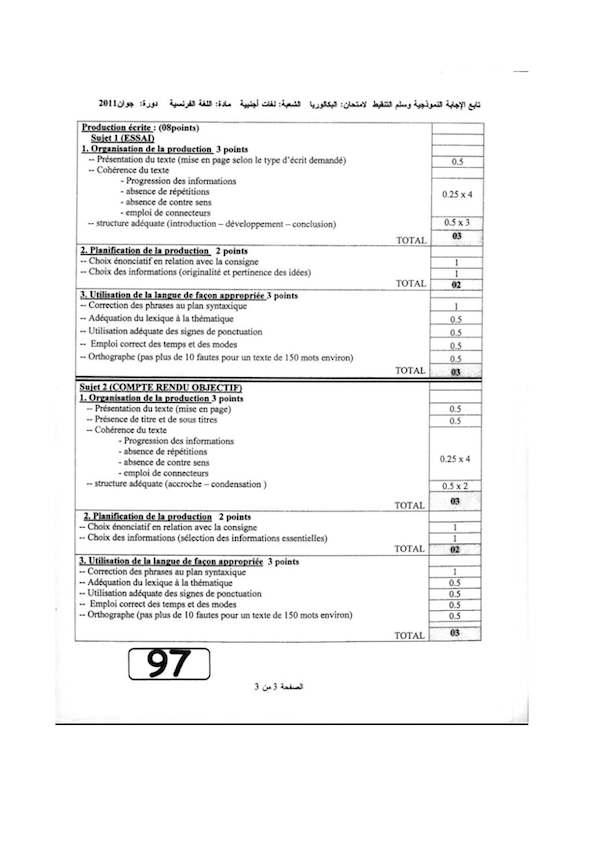 تابع الإجابة النموذجية وسلم التنقيط لامتحان: البكالوريا الشعبة: لغات أجنبية مادة: اللغة الفرنسية دورة: جوان2011
Production écrite : (08points)
Sujet 1 (ESSAI)
1. Organisation de la production 3 points
-- Présentation du texte (mise en page selon le type d'écrit demandé) 0.5
-- Cohérence du texte
- Progression des informations
- absence de répétitions 0.25 x 4
- absence de contre sens
- emploi de connecteurs
-- structure adéquate (introduction – développement – conclusion) 0.5 x 3
TOTAL 03
2. Planification de la production 2 points
-- Choix énonciatif en relation avec la consigne 1
-- Choix des informations (originalité et pertinence des idées) 1
TOTAL 02
3. Utilisation de la langue de façon appropriée 3 points
-- Correction des phrases au plan syntaxique 1
-- Adéquation du lexique à la thématique 0.5
-- Utilisation adéquate des signes de ponctuation 0.5
-- Emploi correct des temps et des modes 0.5
-- Orthographe (pas plus de 10 fautes pour un texte de 150 mots environ) 0.5
TOTAL 03
Sujet 2 (COMPTE RENDU OBJECTIF)
1. Organisation de la production 3 points
-- Présentation du texte (mise en page) 0.5
-- Présence de titre et de sous titres 0.5
-- Cohérence du texte
- Progression des informations
- absence de répétitions
- absence de contre sens 0.25 x 4
- emploi de connecteurs
-- structure adéquate (accroche – condensation ) 0.5 x 2
TOTAL 03
2. Planification de la production 2 points
-- Choix énonciatif en relation avec la consigne 1
-- Choix des informations (sélection des informations essentielles) 1
TOTAL 02
3. Utilisation de la langue de façon appropriée 3 points
-- Correction des phrases au plan syntaxique 1
-- Adéquation du lexique à la thématique 0.5
-- Utilisation adéquate des signes de ponctuation 0.5
-- Emploi correct des temps et des modes 0.5
-- Orthographe (pas plus de 10 fautes pour un texte de 150 mots environ) 0.5
TOTAL 03
97
الصفحة 3 من 3